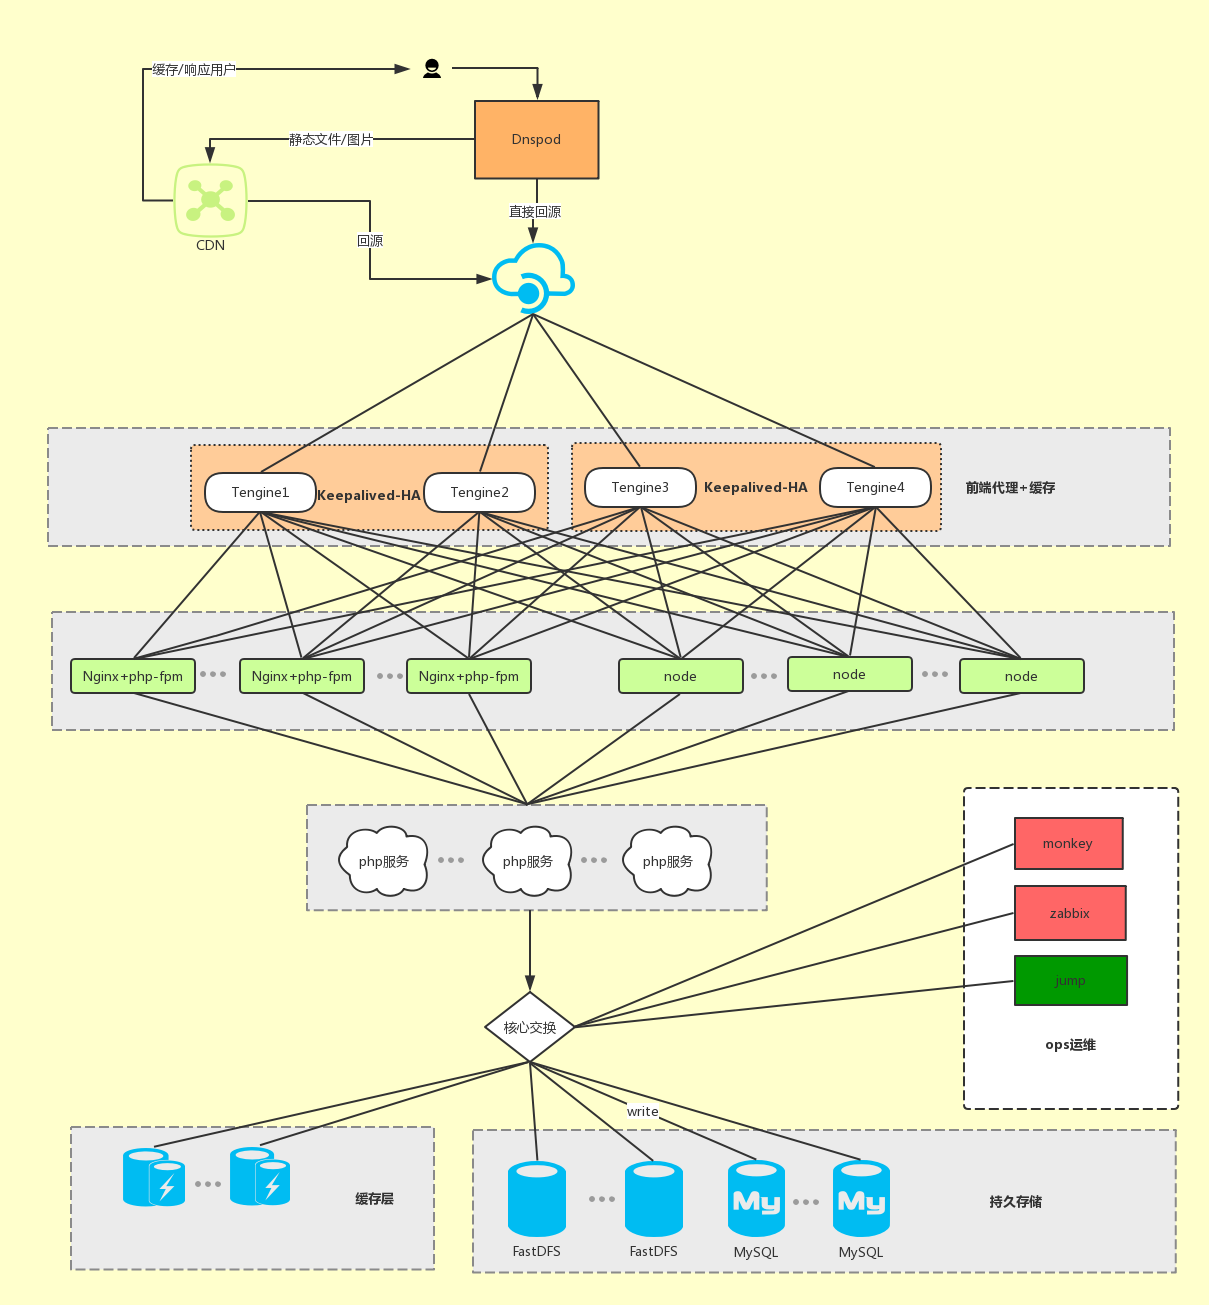 缓存/响应用户
静态文件/图片
Dnspod
直接回源
回源
CDN
Tengine1
Keepalived-HA
Tengine2
Tengine3
Keepalived-HA
Tengine4
前端代理+缓存
Nginx+php-fpm
Nginx+php-fpm
Nginx+php-fpm
node
node
node
php服务
php服务
php服务
monkey
zabbix
jump
ops运维
核心交换
write
缓存层
My
My
持久存储
FastDFS
FastDFS
MySQL
MySQL